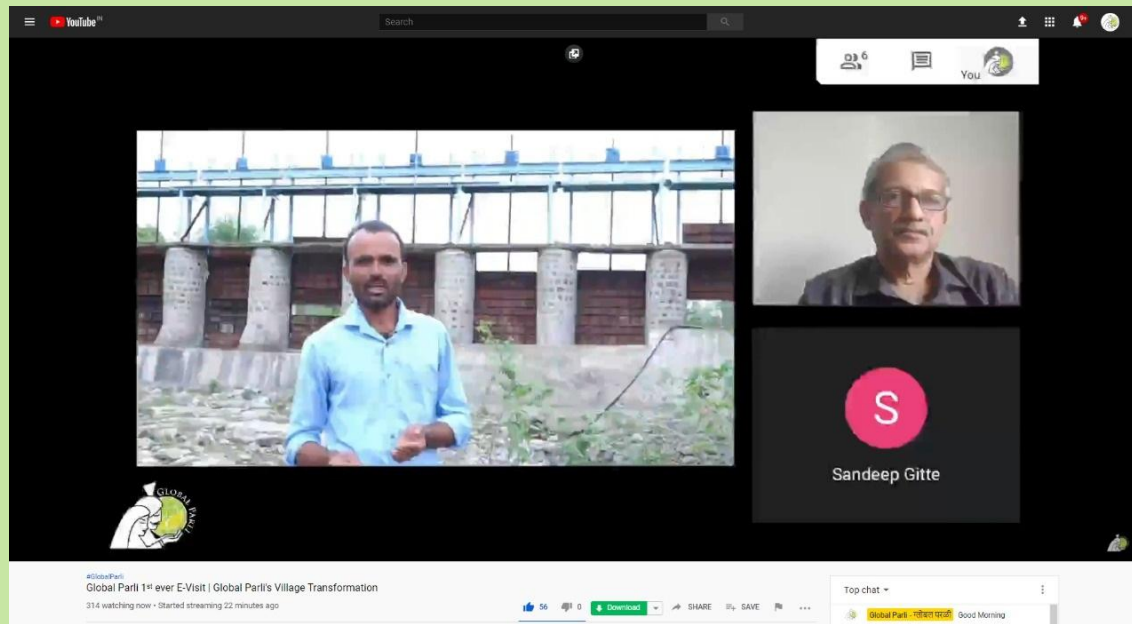 YouTube IN
Search
9+
6
You
GLOBAL PARLI
S
Sandeep Gitte
#GlobalParli
Global Parli 1st ever E-Visit | Global Parli's Village Transformation
314 watching now • Started streaming 22 minutes ago
56
0
Download
SHARE
SAVE
Top chat
Global Parli - ग्लोबल परळी Good Morning